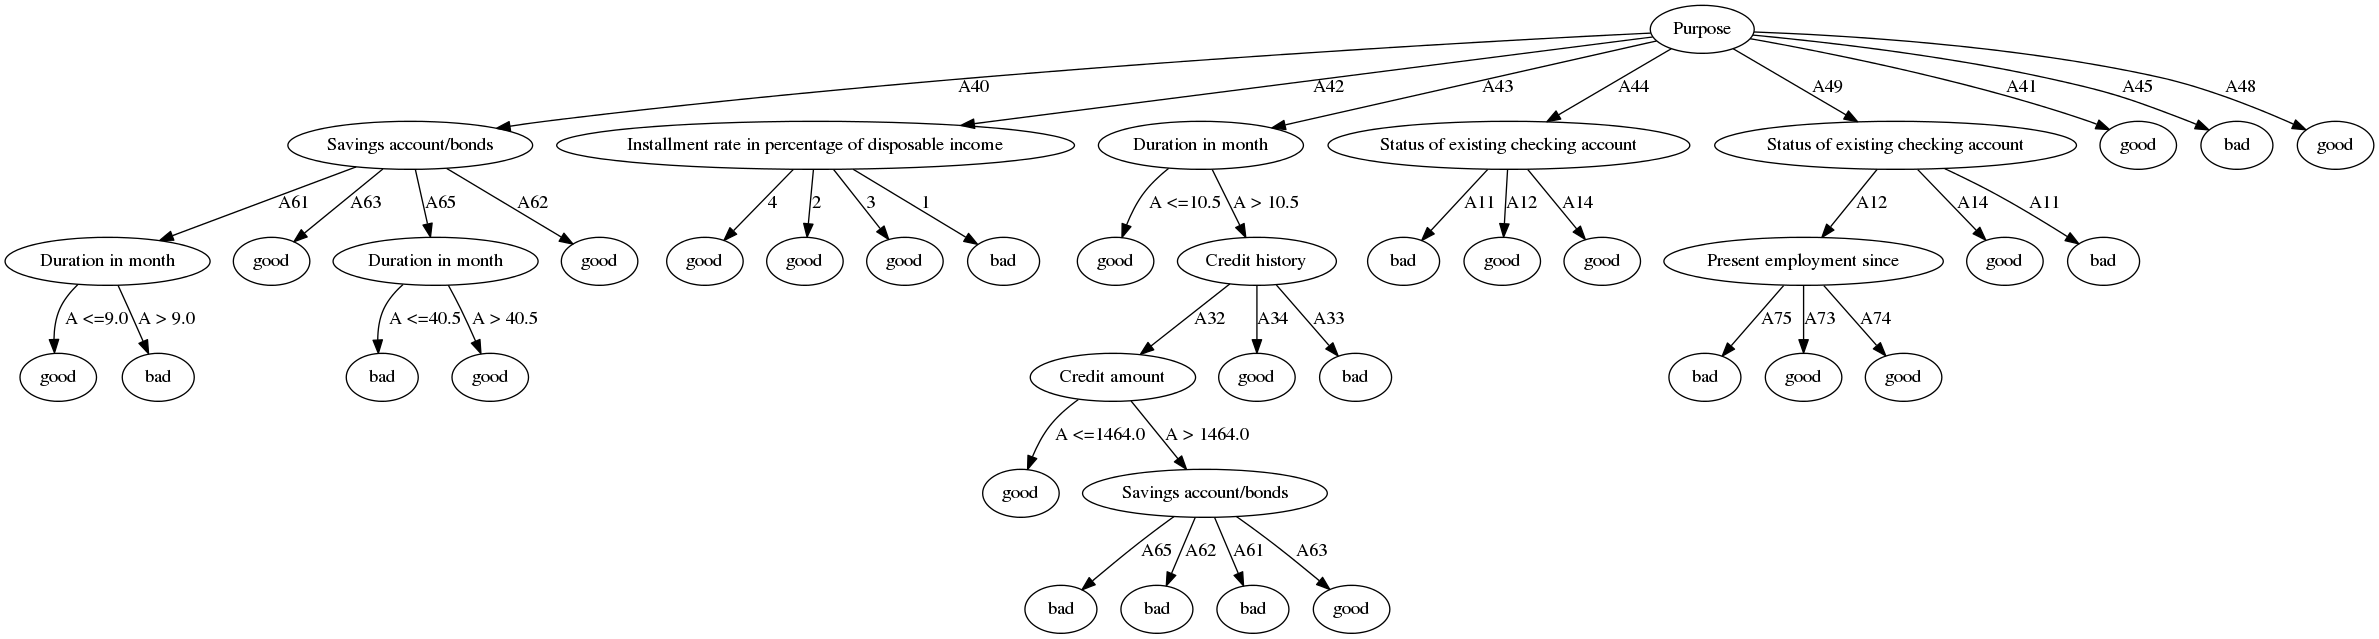 Purpose
A40
A42
A43
A44
A49
A41
A45
A48
Savings account/bonds
Installment rate in percentage of disposable income
Duration in month
Status of existing checking account
Status of existing checking account
good
bad
good
A61
A63
A65
A62
4
2
3
1
A <=10.5
A > 10.5
A11
A12
A14
A12
A14
A11
Duration in month
good
Duration in month
good
good
good
good
bad
good
Credit history
bad
good
good
Present employment since
good
bad
A <=9.0
A > 9.0
A <=40.5
A > 40.5
A32
A34
A33
A75
A73
A74
good
bad
bad
good
Credit amount
good
bad
bad
good
good
A <=1464.0
A > 1464.0
good
Savings account/bonds
A65
A62
A61
A63
bad
bad
bad
good